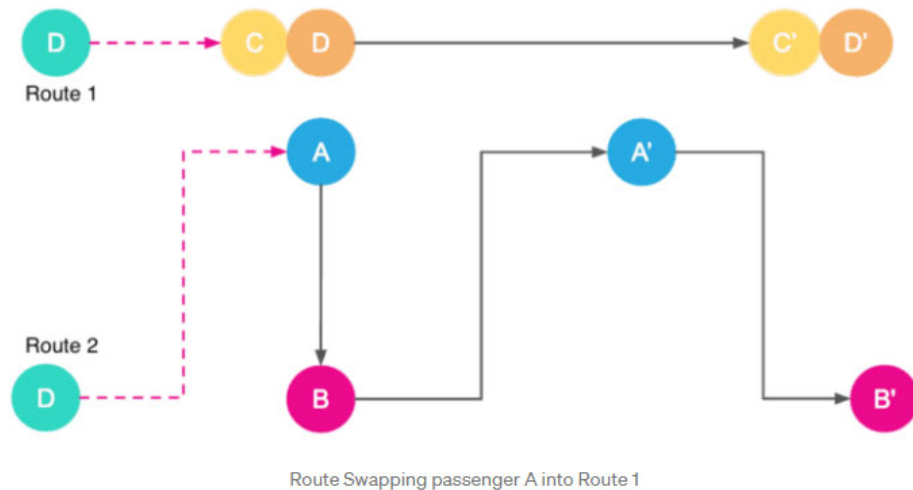 D C D C' D'
Route 1
A A'
Route 2
D B B'
Route Swapping passenger A into Route 1